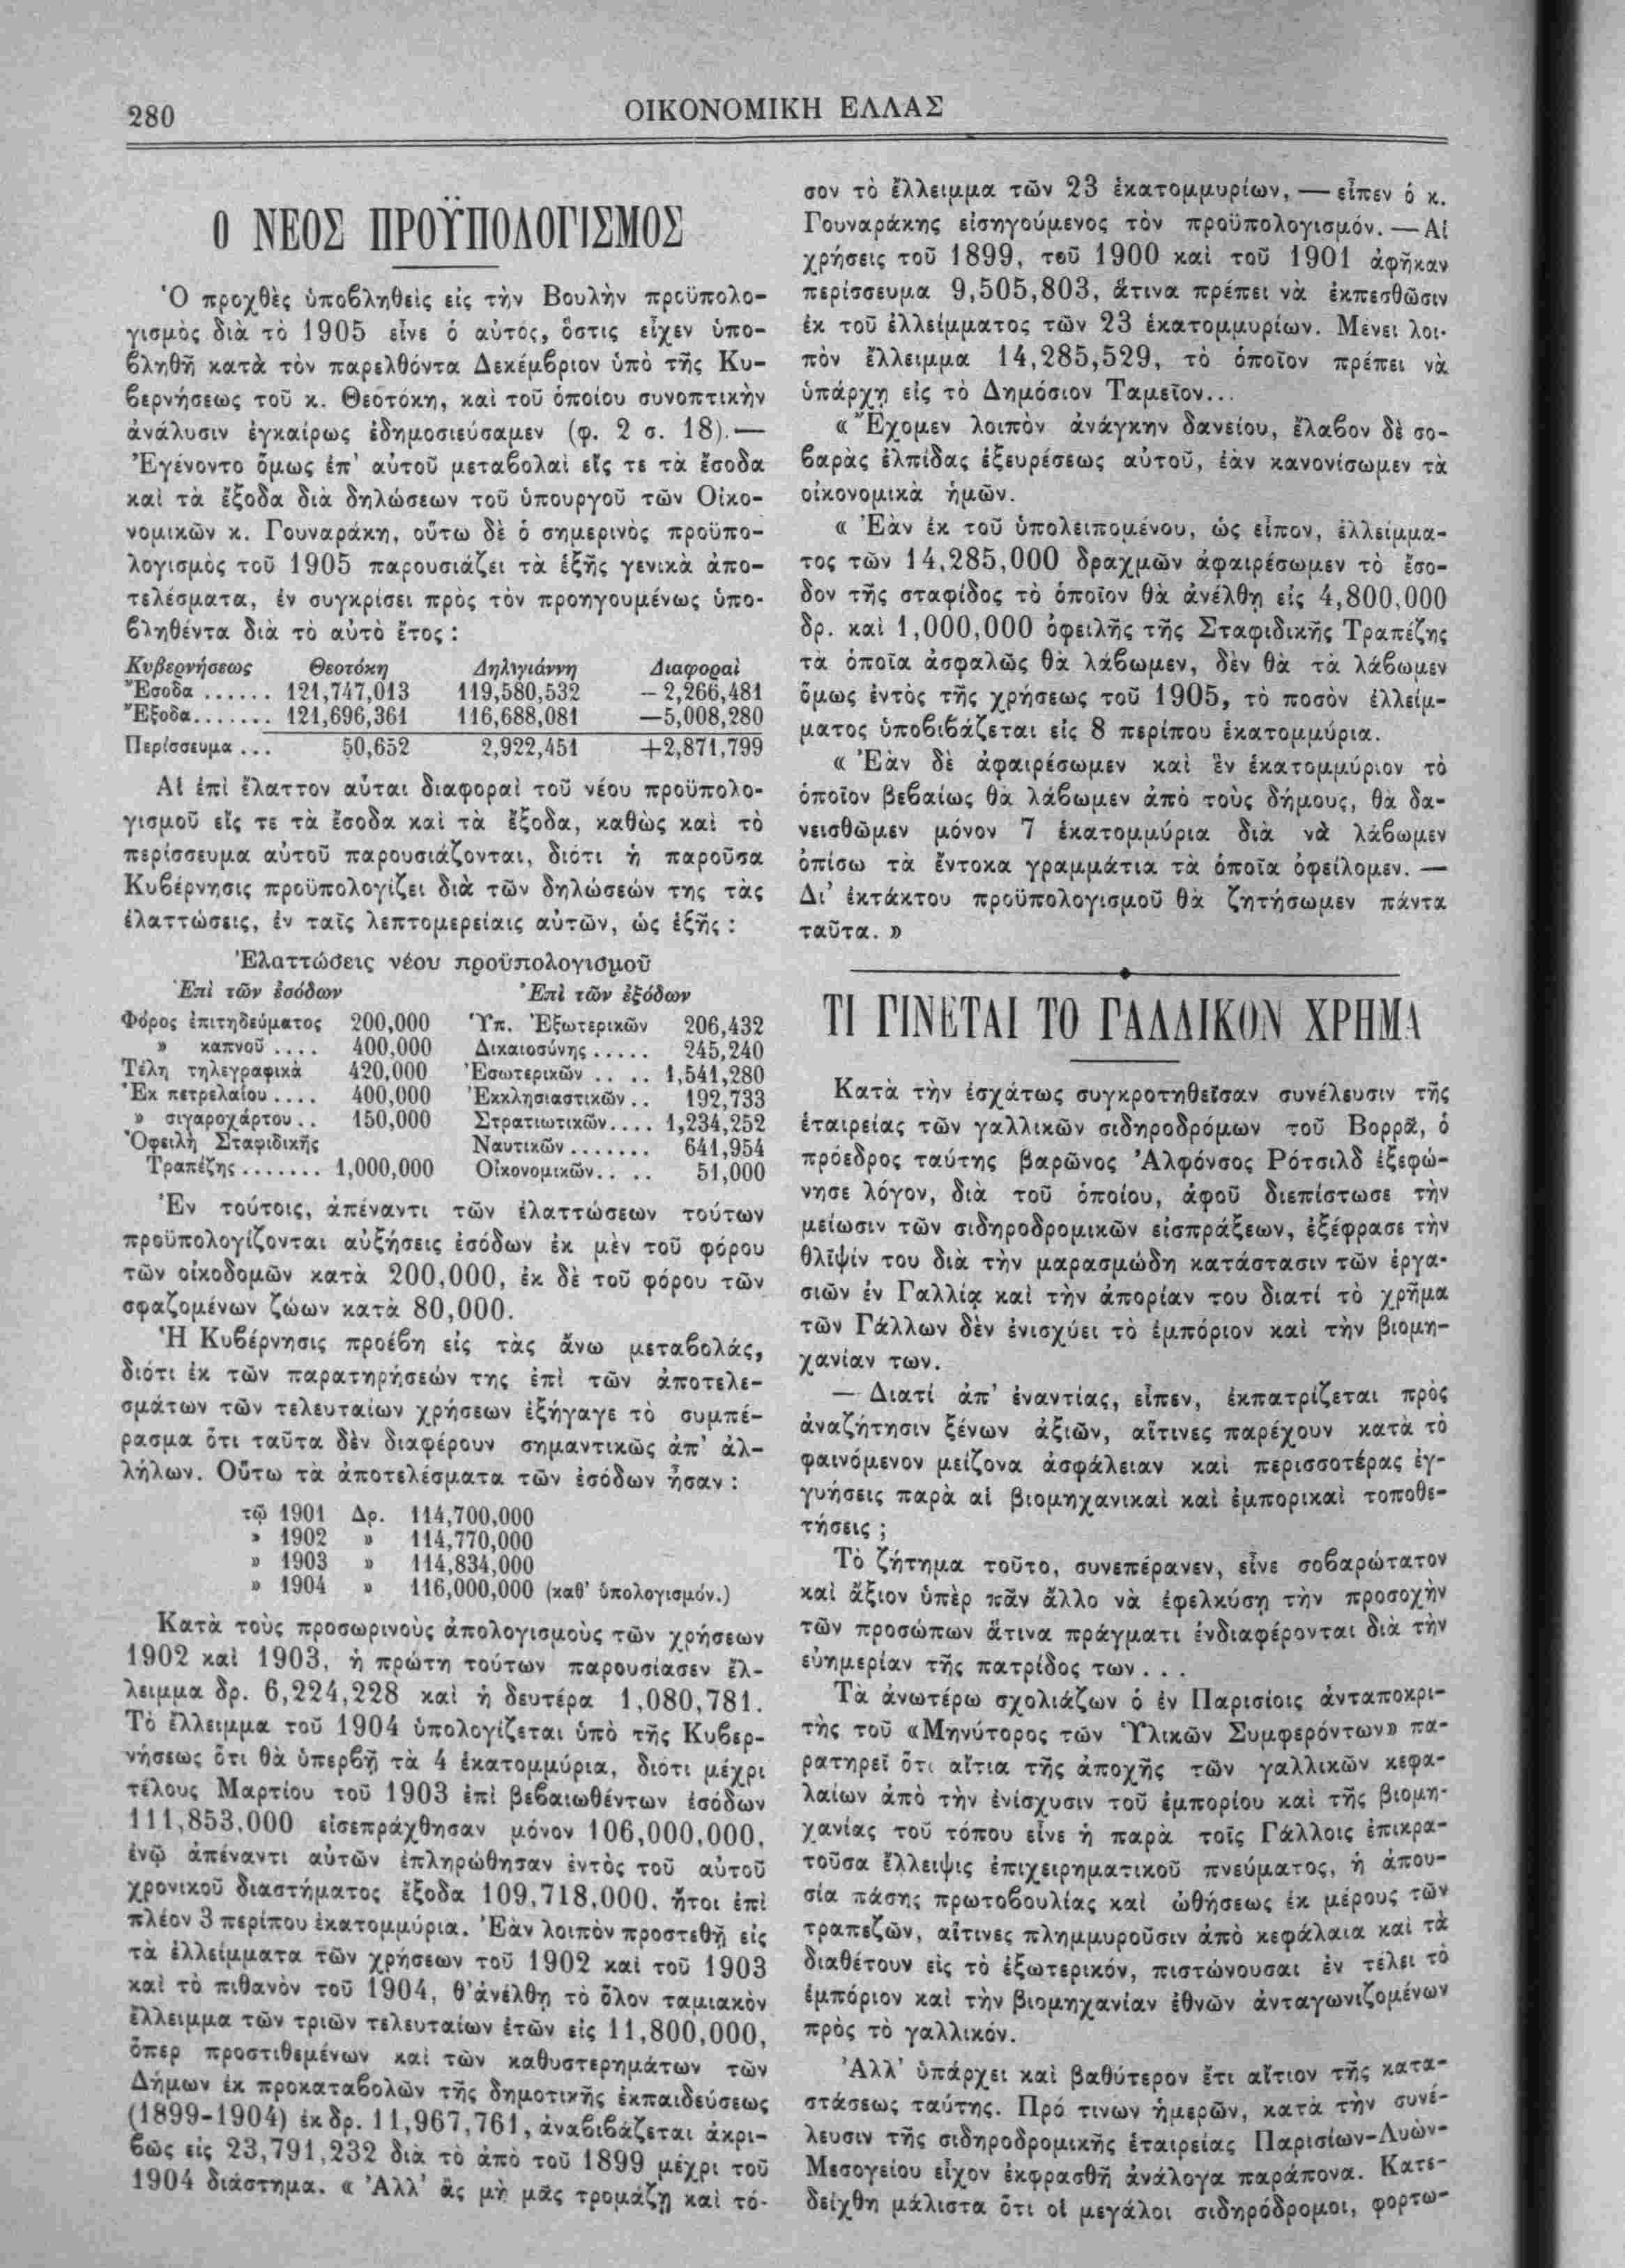 280
ΟΙΚΟΝΟΜΙΚΗ ΕΛΛΑΣ
Ο ΝΕΟΣ ΠΡΟΫΠΟΛΟΓΙΣΜΟΣ
Ὁ προχθὲς ὑποβληθεὶς εἰς τὴν Βουλὴν προϋπολο-
γισμὸς διὰ τὸ 1905 εἶνε ὁ αὐτός, ὅστις εἶχεν ὑπο-
βληθῆ κατὰ τὸν παρελθόντα Δεκέμβριον ὑπὸ τῆς Κυ-
βερνήσεως τοῦ κ. Θεοτόκη, καὶ τοῦ ὁποίου συνοπτικὴν
ἀνάλυσιν ἐγκαίρως ἐδημοσιεύσαμεν (φ. 2 σ. 18).—
Ἐγένοντο ὅμως ἐπ' αὐτοῦ μεταβολαὶ εἴς τε τὰ ἔσοδα
καὶ τὰ ἔξοδα διὰ δηλώσεων τοῦ ὑπουργοῦ τῶν Οἰκο-
νομικῶν κ. Γουναράκη, οὕτω δὲ ὁ σημερινὸς προϋπο-
λογισμὸς τοῦ 1905 παρουσιάζει τὰ ἑξῆς γενικὰ ἀπο-
τελέσματα, ἐν συγκρίσει πρὸς τὸν προηγουμένως ὑπο-
βληθέντα διὰ τὸ αὐτὸ ἔτος :
Κυβερνήσεως Θεοτόκη Δηλιγιάννη Διαφοραὶ
Ἔσοδα ...... 121,747,013 119,580,532 — 2,266,481
Ἔξοδα....... 121,696,361 116,688,081 —5,008,280
Περίσσευμα ... 50,652 2,922,451 +2,871,799
Αἱ ἐπὶ ἔλαττον αὗται διαφοραὶ τοῦ νέου προϋπολο-
γισμοῦ εἴς τε τὰ ἔσοδα καὶ τὰ ἔξοδα, καθὼς καὶ τὸ
περίσσευμα αὐτοῦ παρουσιάζονται, διότι ἡ παροῦσα
Κυβέρνησις προϋπολογίζει διὰ τῶν δηλώσεών της τὰς
ἐλαττώσεις, ἐν ταῖς λεπτομερείαις αὐτῶν, ὡς ἑξῆς :
Ἐλαττώσεις νέου προϋπολογισμοῦ
Ἐπὶ τῶν ἐσόδων Ἐπὶ τῶν ἐξόδων
Φόρος ἐπιτηδεύματος 200,000 Ὑπ. Ἐξωτερικῶν 206,432
» καπνοῦ .... 400,000 Δικαιοσύνης ..... 245,240
Τέλη τηλεγραφικὰ 420,000 Ἐσωτερικῶν .. .. 1,541,280
Ἐκ πετρελαίου .... 400,000 Ἐκκλησιαστικῶν .. 192,733
» σιγαροχάρτου .. 150,000 Στρατιωτικῶν.... 1,234,252
Ὀφειλὴ Σταφιδικῆς Ναυτικῶν ....... 641,954
Τραπέζης ....... 1,000,000 Οἰκονομικῶν.. .. 51,000
Ἐν τούτοις, ἀπέναντι τῶν ἐλαττώσεων τούτων
προϋπολογίζονται αὐξήσεις ἐσόδων ἐκ μὲν τοῦ φόρου
τῶν οἰκοδομῶν κατὰ 200,000, ἐκ δὲ τοῦ φόρου τῶν
σφαζομένων ζώων κατὰ 80,000.
Ἡ Κυβέρνησις προέβη εἰς τὰς ἄνω μεταβολάς,
διότι ἐκ τῶν παρατηρήσεών της ἐπὶ τῶν ἀποτελε-
σμάτων τῶν τελευταίων χρήσεων ἐξήγαγε τὸ συμπέ-
ρασμα ὅτι ταῦτα δὲν διαφέρουν σημαντικῶς ἀπ' ἀλ-
λήλων. Οὕτω τὰ ἀποτελέσματα τῶν ἐσόδων ἦσαν :
τῷ 1901 Δρ. 114,700,000
» 1902 » 114,770,000
» 1903 » 114,834,000
» 1904 » 116,000,000 (καθ' ὑπολογισμόν.)
Κατὰ τοὺς προσωρινοὺς ἀπολογισμοὺς τῶν χρήσεων
1902 καὶ 1903, ἡ πρώτη τούτων παρουσίασεν ἔλ-
λειμμα δρ. 6,224,228 καὶ ἡ δευτέρα 1,080,781.
Τὸ ἔλλειμμα τοῦ 1904 ὑπολογίζεται ὑπὸ τῆς Κυβερ-
νήσεως ὅτι θὰ ὑπερβῇ τὰ 4 ἑκατομμύρια, διότι μέχρι
τέλους Μαρτίου τοῦ 1903 ἐπὶ βεβαιωθέντων ἐσόδων
111,853,000 εἰσεπράχθησαν μόνον 106,000,000,
ἐνῷ ἀπέναντι αὐτῶν ἐπληρώθησαν ἐντὸς τοῦ αὐτοῦ
χρονικοῦ διαστήματος ἔξοδα 109,718,000, ἤτοι ἐπὶ
πλέον 3 περίπου ἑκατομμύρια. Ἐὰν λοιπὸν προστεθῇ εἰς
τὰ ἐλλείμματα τῶν χρήσεων τοῦ 1902 καὶ τοῦ 1903
καὶ τὸ πιθανὸν τοῦ 1904, θ' ἀνέλθῃ τὸ ὅλον ταμιακὸν
ἔλλειμμα τῶν τριῶν τελευταίων ἐτῶν εἰς 11,800,000,
ὅπερ προστιθεμένων καὶ τῶν καθυστερημάτων τῶν
Δήμων ἐκ προκαταβολῶν τῆς δημοτικῆς ἐκπαιδεύσεως
(1899-1904) ἐκ δρ. 11,967,761, ἀναβιβάζεται ἀκρι-
βῶς εἰς 23,791,232 διὰ τὸ ἀπὸ τοῦ 1899 μέχρι τοῦ
1904 διάστημα. « Ἀλλ' ἂς μὴ μᾶς τρομάζῃ καὶ τό-
σον τὸ ἔλλειμμα τῶν 23 ἑκατομμυρίων, — εἶπεν ὁ κ.
Γουναράκης εἰσηγούμενος τὸν προϋπολογισμόν. — Αἱ
χρήσεις τοῦ 1899, τοῦ 1900 καὶ τοῦ 1901 ἀφῆκαν
περίσσευμα 9,505,803, ἅτινα πρέπει νὰ ἐκπεσθῶσιν
ἐκ τοῦ ἐλλείμματος τῶν 23 ἑκατομμυρίων. Μένει λοι-
πὸν ἔλλειμμα 14,285,529, τὸ ὁποῖον πρέπει νὰ
ὑπάρχῃ εἰς τὸ Δημόσιον Ταμεῖον...
« Ἔχομεν λοιπὸν ἀνάγκην δανείου, ἔλαβον δὲ σο-
βαρὰς ἐλπίδας ἐξευρέσεως αὐτοῦ, ἐὰν κανονίσωμεν τὰ
οἰκονομικὰ ἡμῶν.
« Ἐὰν ἐκ τοῦ ὑπολειπομένου, ὡς εἶπον, ἐλλείμμα-
τος τῶν 14,285,000 δραχμῶν ἀφαιρέσωμεν τὸ ἔσο-
δον τῆς σταφίδος τὸ ὁποῖον θὰ ἀνέλθῃ εἰς 4,800,000
δρ. καὶ 1,000,000 ὀφειλῆς τῆς Σταφιδικῆς Τραπέζης
τὰ ὁποῖα ἀσφαλῶς θὰ λάβωμεν, δὲν θὰ τὰ λάβωμεν
ὅμως ἐντὸς τῆς χρήσεως τοῦ 1905, τὸ ποσὸν ἐλλείμ-
ματος ὑποβιβάζεται εἰς 8 περίπου ἑκατομμύρια.
« Ἐὰν δὲ ἀφαιρέσωμεν καὶ ἓν ἑκατομμύριον τὸ
ὁποῖον βεβαίως θὰ λάβωμεν ἀπὸ τοὺς δήμους, θὰ δα-
νεισθῶμεν μόνον 7 ἑκατομμύρια διὰ νὰ λάβωμεν
ὀπίσω τὰ ἔντοκα γραμμάτια τὰ ὁποῖα ὀφείλομεν. —
Δι' ἐκτάκτου προϋπολογισμοῦ θὰ ζητήσωμεν πάντα
ταῦτα. »
ΤΙ ΓΙΝΕΤΑΙ ΤΟ ΓΑΛΛΙΚΟΝ ΧΡΗΜΑ
Κατὰ τὴν ἐσχάτως συγκροτηθεῖσαν συνέλευσιν τῆς
ἑταιρείας τῶν γαλλικῶν σιδηροδρόμων τοῦ Βορρᾶ, ὁ
πρόεδρος ταύτης βαρῶνος Ἀλφόνσος Ρότσιλδ ἐξεφώ-
νησε λόγον, διὰ τοῦ ὁποίου, ἀφοῦ διεπίστωσε τὴν
μείωσιν τῶν σιδηροδρομικῶν εἰσπράξεων, ἐξέφρασε τὴν
θλῖψίν του διὰ τὴν μαρασμώδη κατάστασιν τῶν ἐργα-
σιῶν ἐν Γαλλίᾳ καὶ τὴν ἀπορίαν του διατί τὸ χρῆμα
τῶν Γάλλων δὲν ἐνισχύει τὸ ἐμπόριον καὶ τὴν βιομη-
χανίαν των.
— Διατί ἀπ' ἐναντίας, εἶπεν, ἐκπατρίζεται πρὸς
ἀναζήτησιν ξένων ἀξιῶν, αἵτινες παρέχουν κατὰ τὸ
φαινόμενον μείζονα ἀσφάλειαν καὶ περισσοτέρας ἐγ-
γυήσεις παρὰ αἱ βιομηχανικαὶ καὶ ἐμπορικαὶ τοποθε-
τήσεις ;
Τὸ ζήτημα τοῦτο, συνεπέρανεν, εἶνε σοβαρώτατον
καὶ ἄξιον ὑπὲρ πᾶν ἄλλο νὰ ἐφελκύσῃ τὴν προσοχὴν
τῶν προσώπων ἅτινα πράγματι ἐνδιαφέρονται διὰ τὴν
εὐημερίαν τῆς πατρίδος των . . .
Τὰ ἀνωτέρω σχολιάζων ὁ ἐν Παρισίοις ἀνταποκρι-
τὴς τοῦ «Μηνύτορος τῶν Ὑλικῶν Συμφερόντων» πα-
ρατηρεῖ ὅτι αἴτια τῆς ἀποχῆς τῶν γαλλικῶν κεφα-
λαίων ἀπὸ τὴν ἐνίσχυσιν τοῦ ἐμπορίου καὶ τῆς βιομη-
χανίας τοῦ τόπου εἶνε ἡ παρὰ τοῖς Γάλλοις ἐπικρα-
τοῦσα ἔλλειψις ἐπιχειρηματικοῦ πνεύματος, ἡ ἀπου-
σία πάσης πρωτοβουλίας καὶ ὠθήσεως ἐκ μέρους τῶν
τραπεζῶν, αἵτινες πλημμυροῦσιν ἀπὸ κεφάλαια καὶ τὰ
διαθέτουν εἰς τὸ ἐξωτερικόν, πιστώνουσαι ἐν τέλει τὸ
ἐμπόριον καὶ τὴν βιομηχανίαν ἐθνῶν ἀνταγωνιζομένων
πρὸς τὸ γαλλικόν.
Ἀλλ' ὑπάρχει καὶ βαθύτερον ἔτι αἴτιον τῆς κατα-
στάσεως ταύτης. Πρό τινων ἡμερῶν, κατὰ τὴν συνέ-
λευσιν τῆς σιδηροδρομικῆς ἑταιρείας Παρισίων-Λυὼν-
Μεσογείου εἶχον ἐκφρασθῆ ἀνάλογα παράπονα. Κατε-
δείχθη μάλιστα ὅτι οἱ μεγάλοι σιδηρόδρομοι, φορτω-